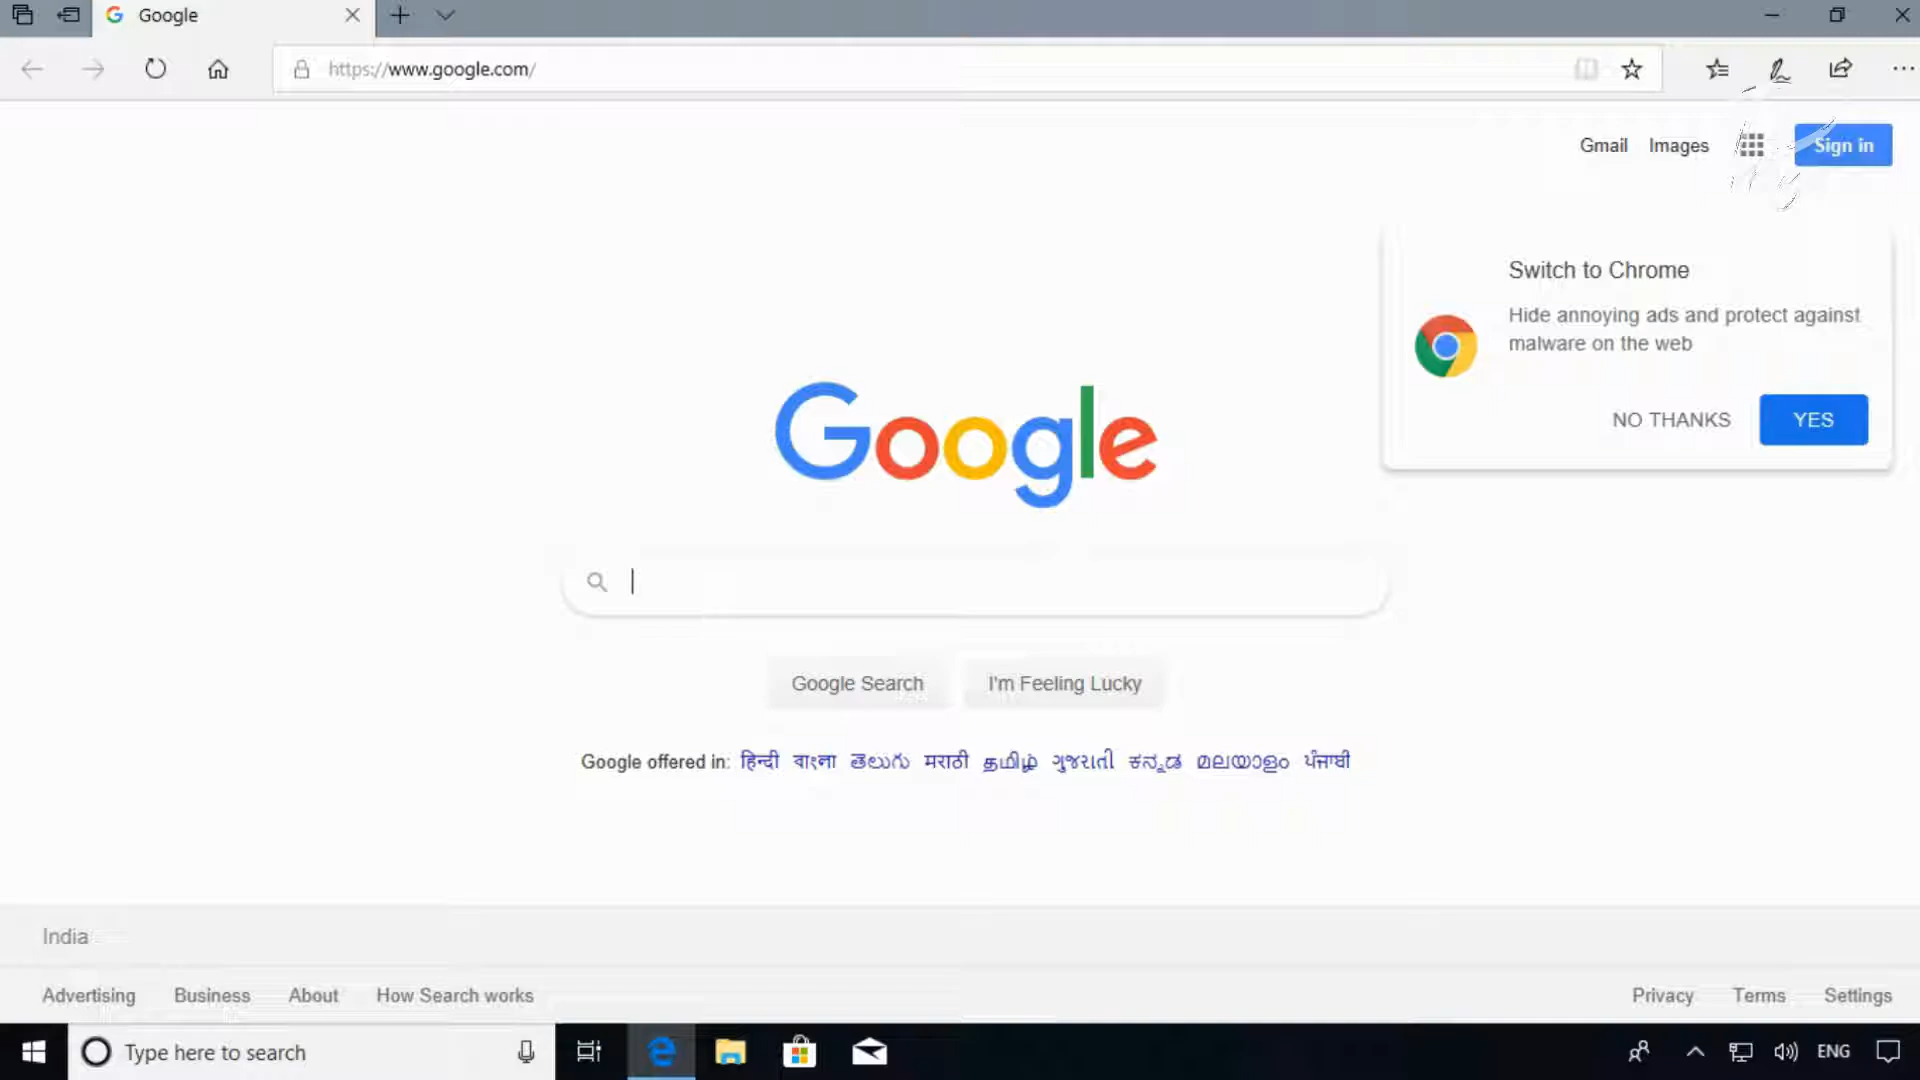 Google
https://www.google.com/
Gmail Images Sign in
Switch to Chrome
Hide annoying ads and protect against
malware on the web
NO THANKS YES
Google
Google Search I'm Feeling Lucky
Google offered in: हिन्दी বাংলা తెలుగు मराठी தமிழ் ગુજરાતી ಕನ್ನಡ മലയാളം ਪੰਜਾਬੀ
India
Advertising Business About How Search works Privacy Terms Settings
Type here to search ENG